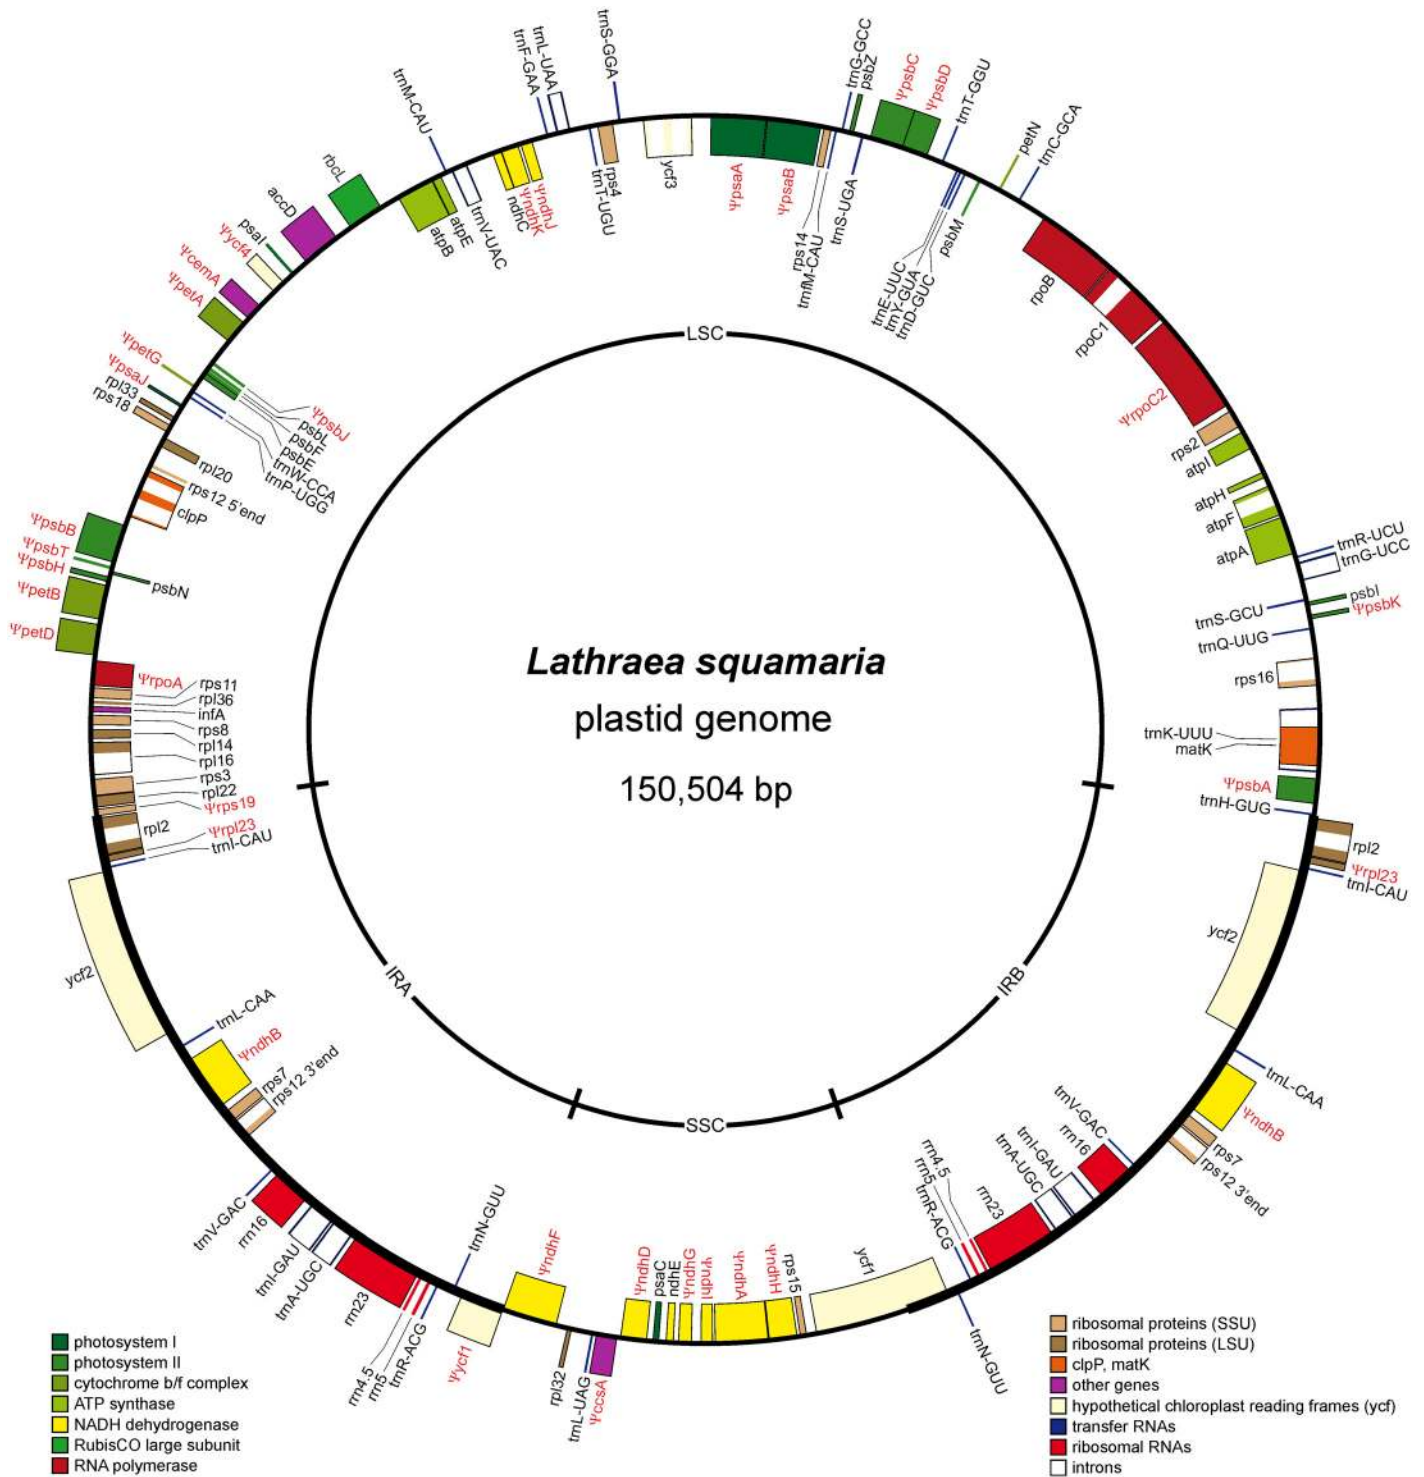 Lathraea squamaria
plastid genome
150,504 bp
LSC
IRA
IRB
SSC
trnS-GGA
trnL-UAA
trnF-GAA
trnM-CAU
rbcL
accD
psaI
Ψycf4
ΨcemA
ΨpetA
ΨpetG
ΨpsaJ
rpl33
rps18
ΨpsbB
ΨpsbT
ΨpsbH
ΨpetB
ΨpetD
ycf2
trnG-GCC
psbZ
ΨpsbC
ΨpsbD
trnT-GGU
petN
trnC-GCA
trnR-UCU
trnG-UCC
psbI
ΨpsbK
rpl2
Ψrpl23
trnI-CAU
trnL-CAA
ΨndhB
rps7
rps12 3'end
ycf3
rps4
trnT-UGU
ΨndhJ
ΨndhK
ndhC
trnV-UAC
atpE
atpB
ΨpsaA
ΨpsaB
rps14
trnfM-CAU
trnS-UGA
trnE-UUC
trnY-GUA
trnD-GUC
psbM
rpoB
rpoC1
ΨrpoC2
rps2
atpI
atpH
atpF
atpA
trnS-GCU
trnQ-UUG
rps16
trnK-UUU
matK
ΨpsbA
trnH-GUG
ycf2
ΨpsbJ
psbL
psbF
psbE
trnW-CCA
trnP-UGG
rpl20
rps12 5'end
clpP
psbN
ΨrpoA
rps11
rpl36
infA
rps8
rpl14
rpl16
rps3
rpl22
Ψrps19
rpl2
Ψrpl23
trnI-CAU
trnL-CAA
ΨndhB
rps7
rps12 3'end
trnV-GAC
rrn16
trnI-GAU
trnA-UGC
rrn23
rrn4.5
rrn5
trnR-ACG
trnN-GUU
Ψycf1
ΨndhF
rpl32
trnL-UAG
ΨccsA
ΨndhD
psaC
ndhE
ΨndhG
ΨndhI
ΨndhA
ΨndhH
rps15
ycf1
trnN-GUU
trnR-ACG
rrn5
rrn4.5
rrn23
trnA-UGC
trnI-GAU
rrn16
trnV-GAC
photosystem I
photosystem II
cytochrome b/f complex
ATP synthase
NADH dehydrogenase
RubisCO large subunit
RNA polymerase
ribosomal proteins (SSU)
ribosomal proteins (LSU)
clpP, matK
other genes
hypothetical chloroplast reading frames (ycf)
transfer RNAs
ribosomal RNAs
introns